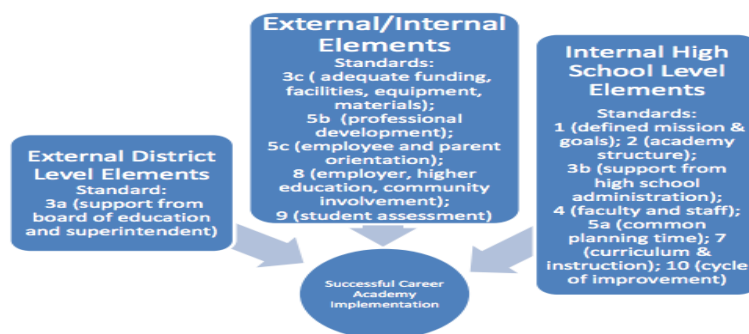 External District
Level Elements
Standard:
3a (support from
board of education
and superintendent)
External/Internal
Elements
Standards:
3c ( adequate funding,
facilities, equipment,
materials);
5b  (professional
development);
5c (employee and parent
orientation);
8 (employer, higher
education, community
involvement);
9 (student assessment)
Internal High
School Level
Elements
Standards:
1 (defined mission &
goals); 2 (academy
structure);
3b (support from
high school
administration);
4 (faculty and staff);
5a (common
planning time); 7
(curriculum &
instruction); 10 (cycle
of improvement)
Successful Career
Academy
Implementation